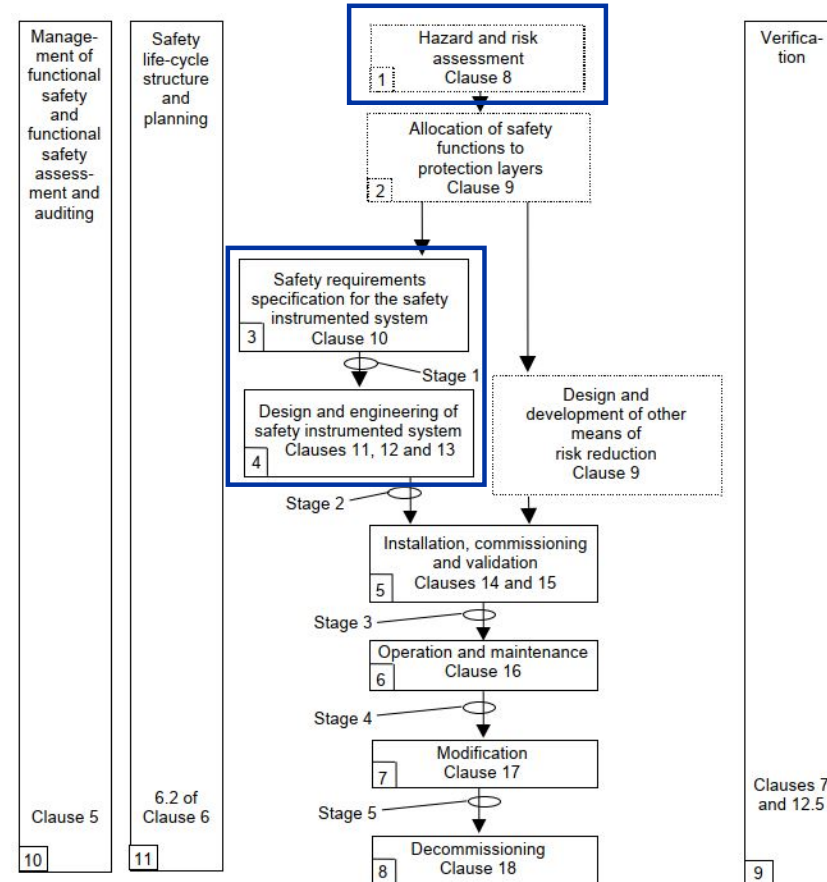 Manage-
ment of
functional
safety
and
functional
safety
assess-
ment and
auditing
Clause 5
10
Safety
life-cycle
structure
and
planning
6.2 of
Clause 6
11
Hazard and risk
assessment
Clause 8
1
Allocation of safety
functions to
protection layers
Clause 9
2
Safety requirements
specification for the safety
instrumented system
Clause 10
3
Stage 1
Design and engineering of
safety instrumented system
Clauses 11, 12 and 13
4
Design and
development of other
means of
risk reduction
Clause 9
Stage 2
Installation, commissioning
and validation
Clauses 14 and 15
5
Stage 3
Operation and maintenance
Clause 16
6
Stage 4
Modification
Clause 17
7
Stage 5
Decommissioning
Clause 18
8
Verifica-
tion
Clauses 7
and 12.5
9